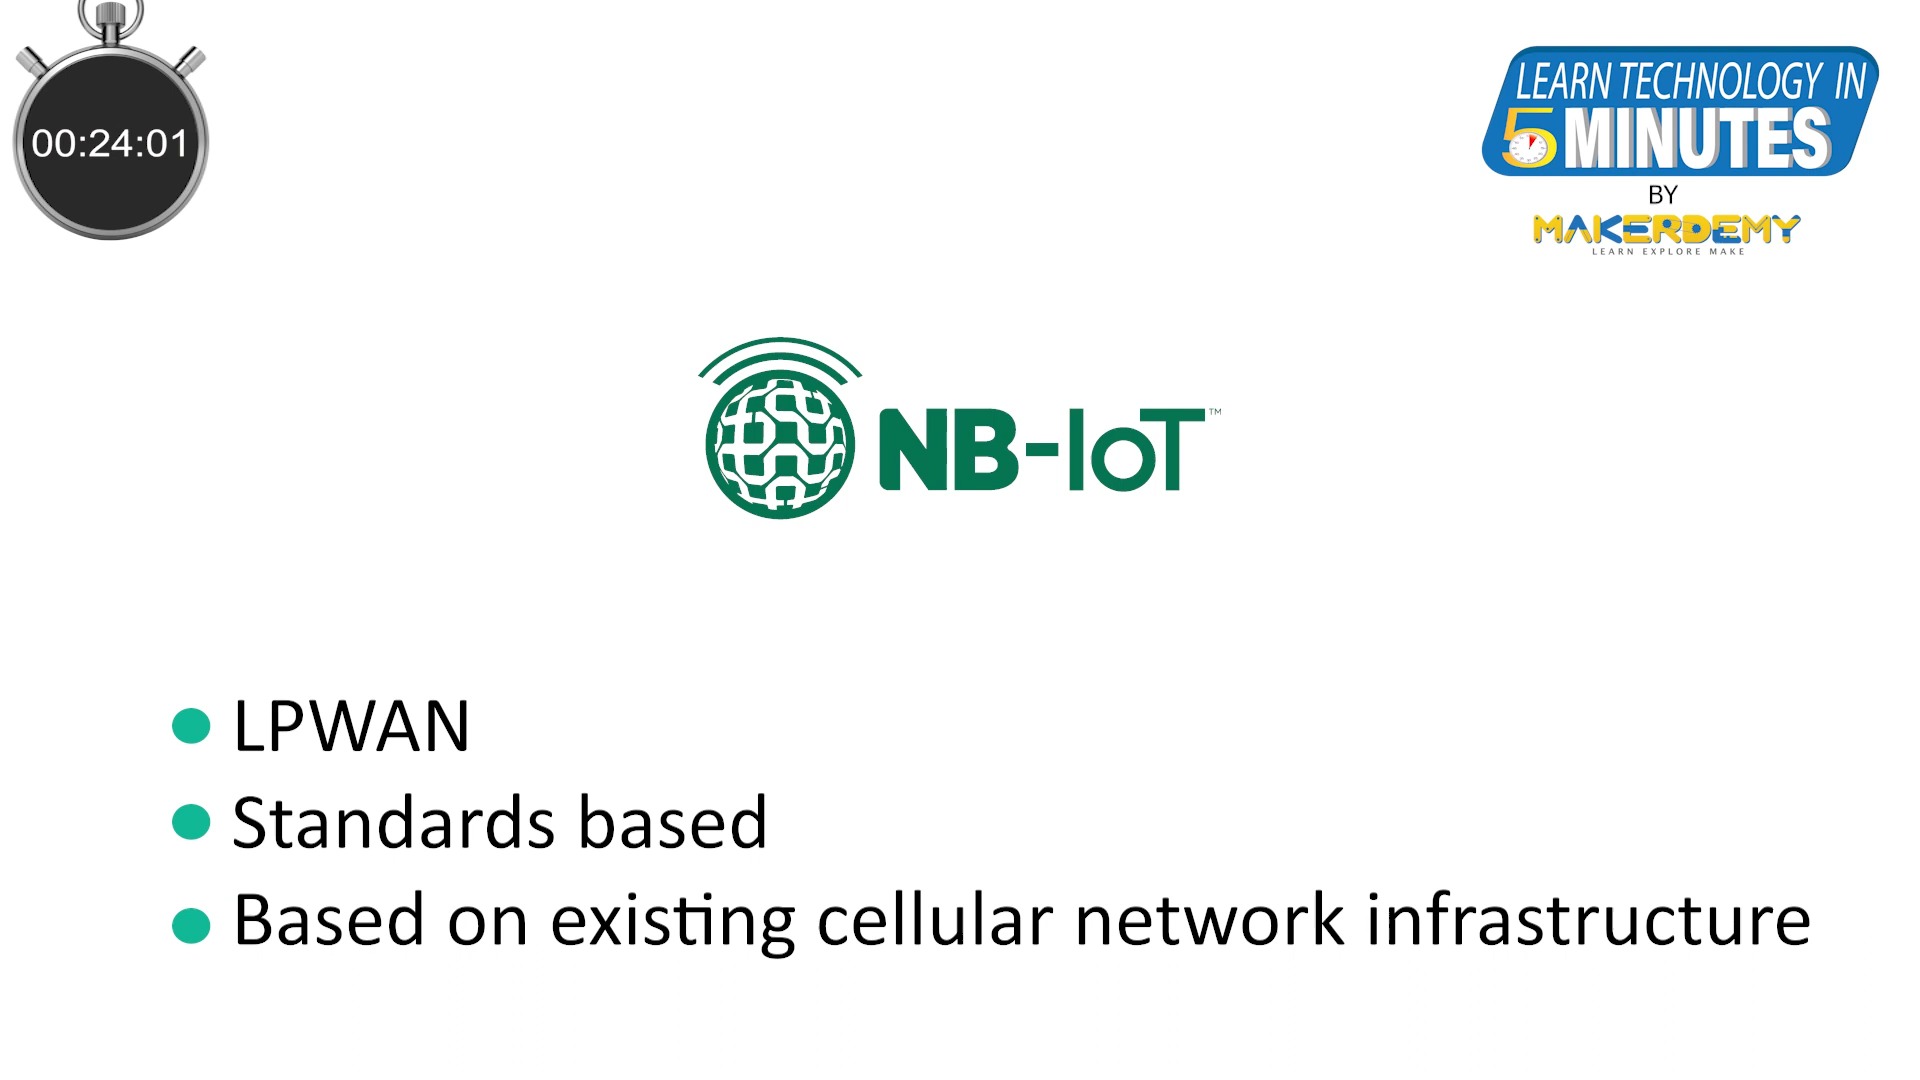 00:24:01
LEARN TECHNOLOGY IN
5 MINUTES
BY
MAKERDEMY
LEARN EXPLORE MAKE
NB-IoT™
LPWAN
Standards based
Based on existing cellular network infrastructure